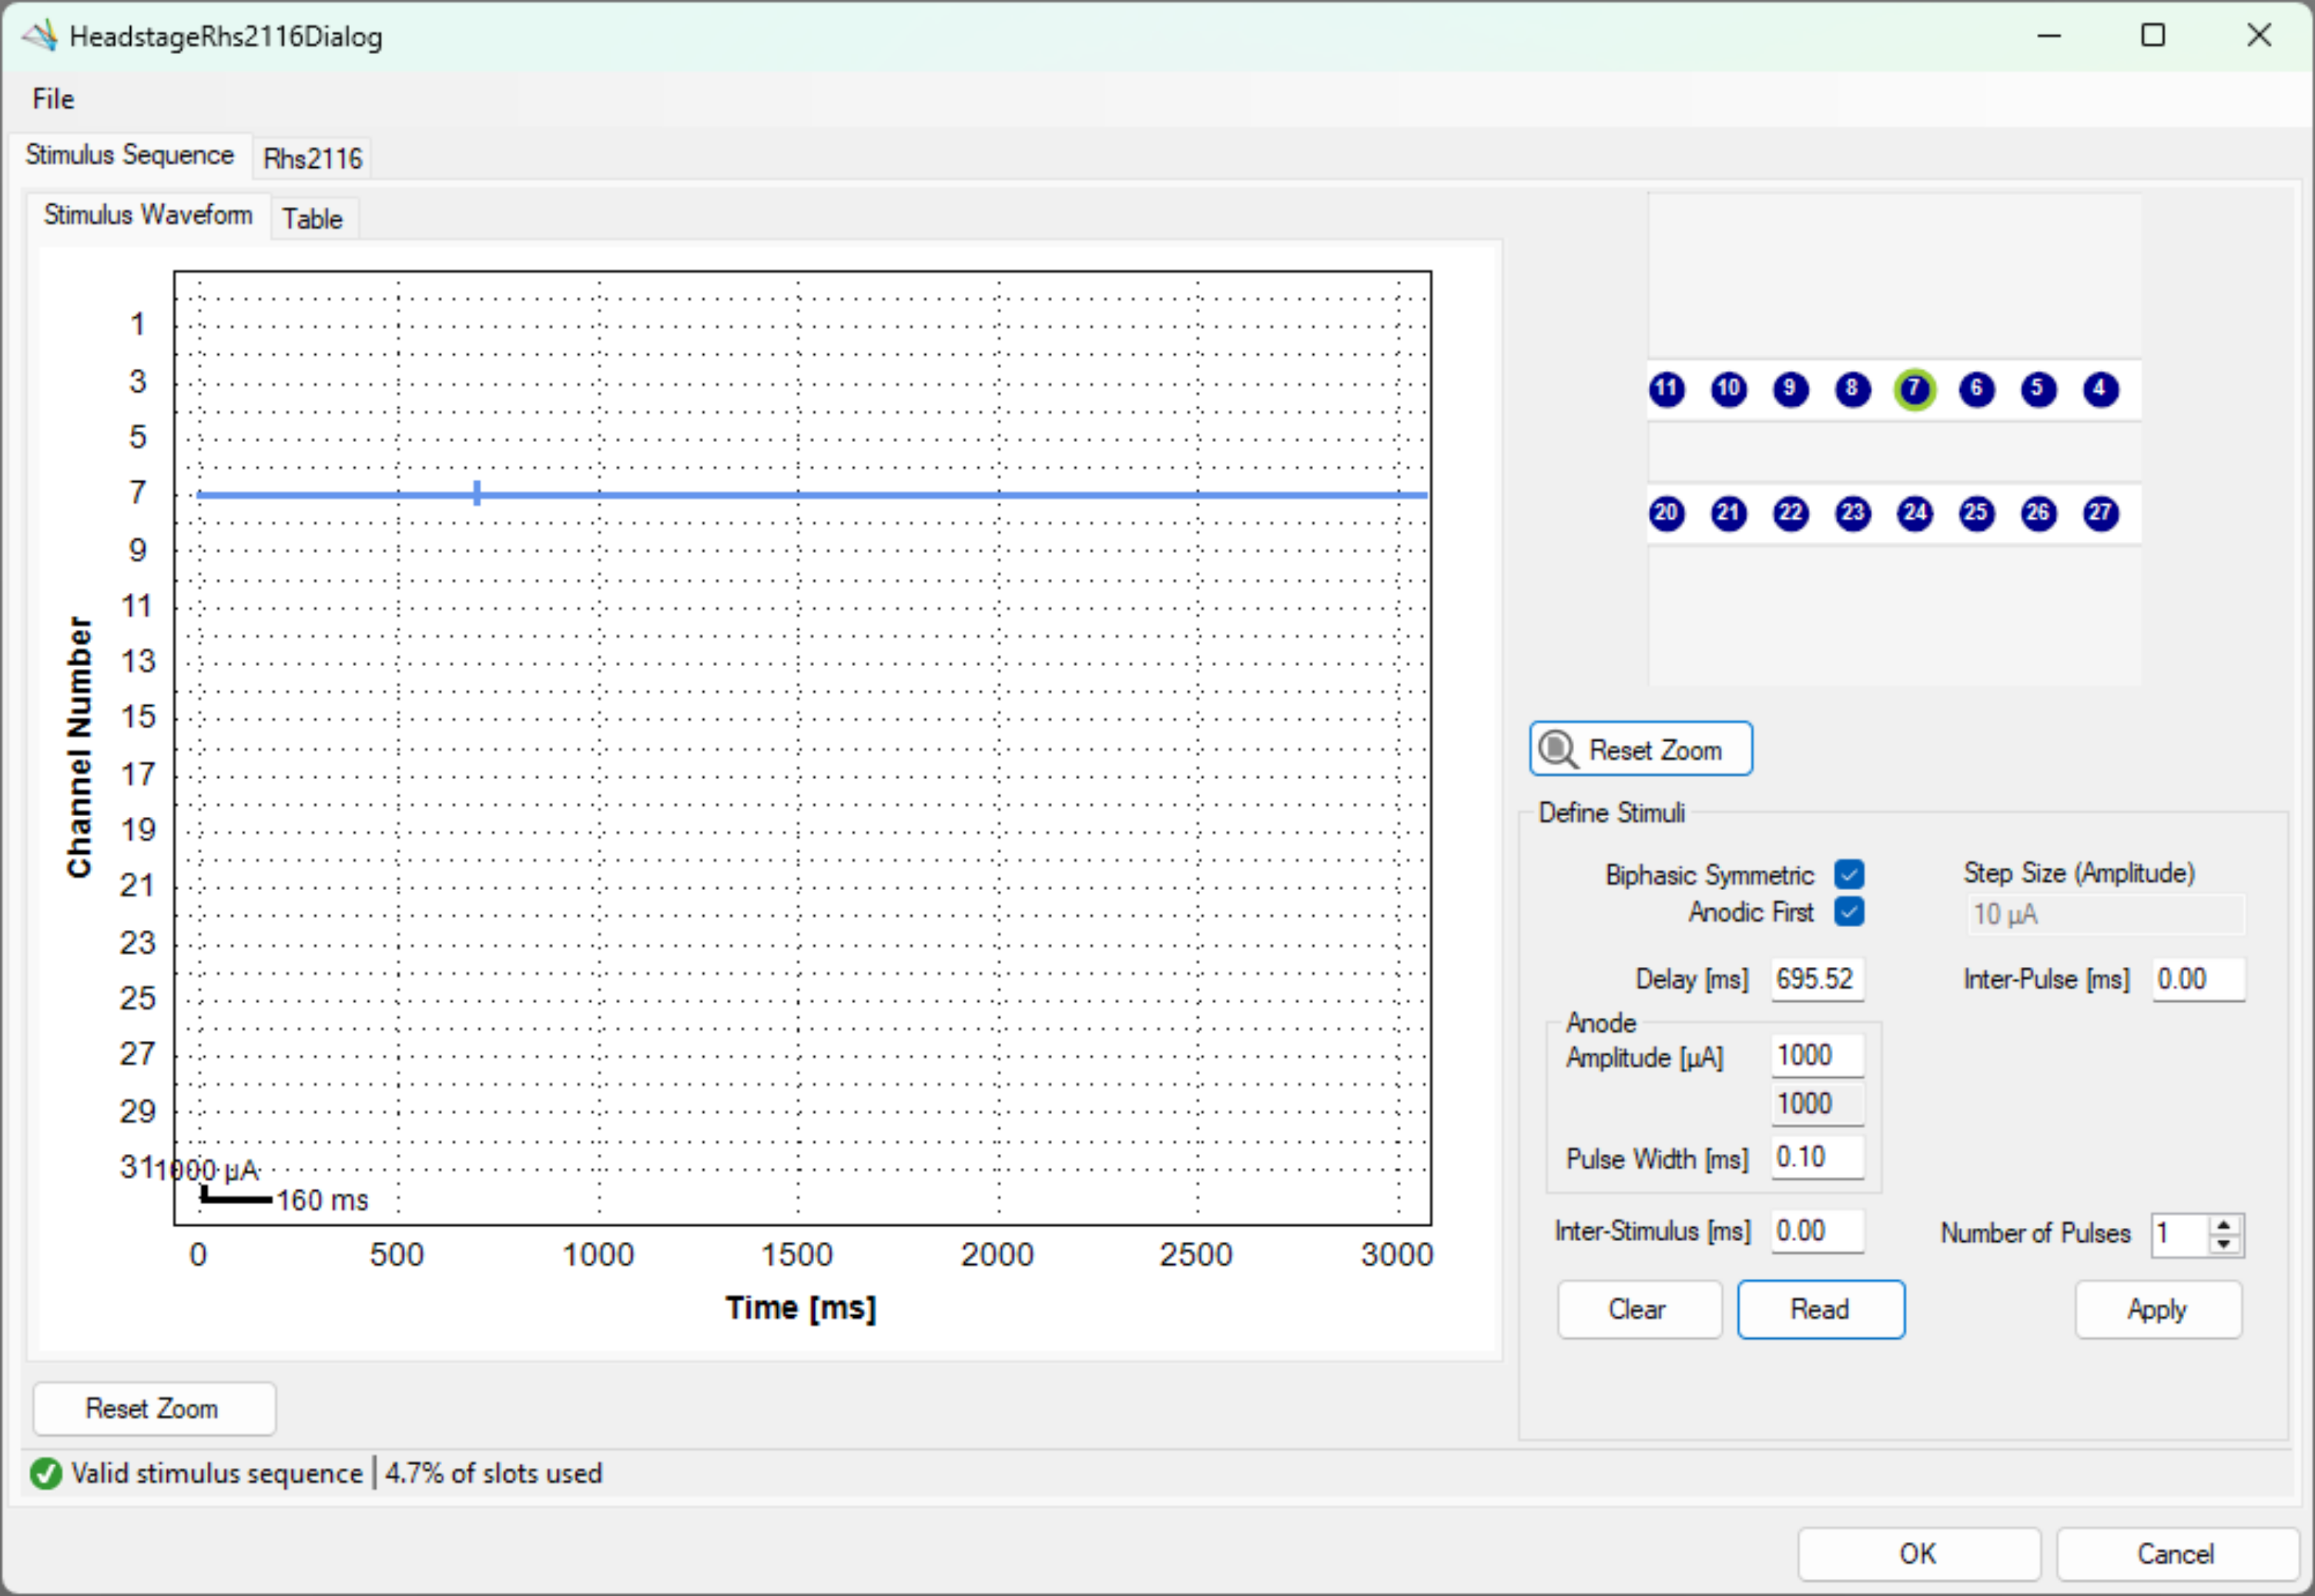 HeadstageRhs2116Dialog
File
Stimulus Sequence Rhs2116
Stimulus Waveform Table
Channel Number
1
3
5
7
9
11
13
15
17
19
21
23
25
27
29
31
1000 µA
160 ms
0 500 1000 1500 2000 2500 3000
Time [ms]
Reset Zoom
11 10 9 8 7 6 5 4
20 21 22 23 24 25 26 27
Reset Zoom
Define Stimuli
Biphasic Symmetric
Anodic First
Step Size (Amplitude)
10 µA
Delay [ms] 695.52 Inter-Pulse [ms] 0.00
Anode
Amplitude [µA] 1000
1000
Pulse Width [ms] 0.10
Inter-Stimulus [ms] 0.00 Number of Pulses 1
Clear Read Apply
Valid stimulus sequence | 4.7% of slots used
OK Cancel